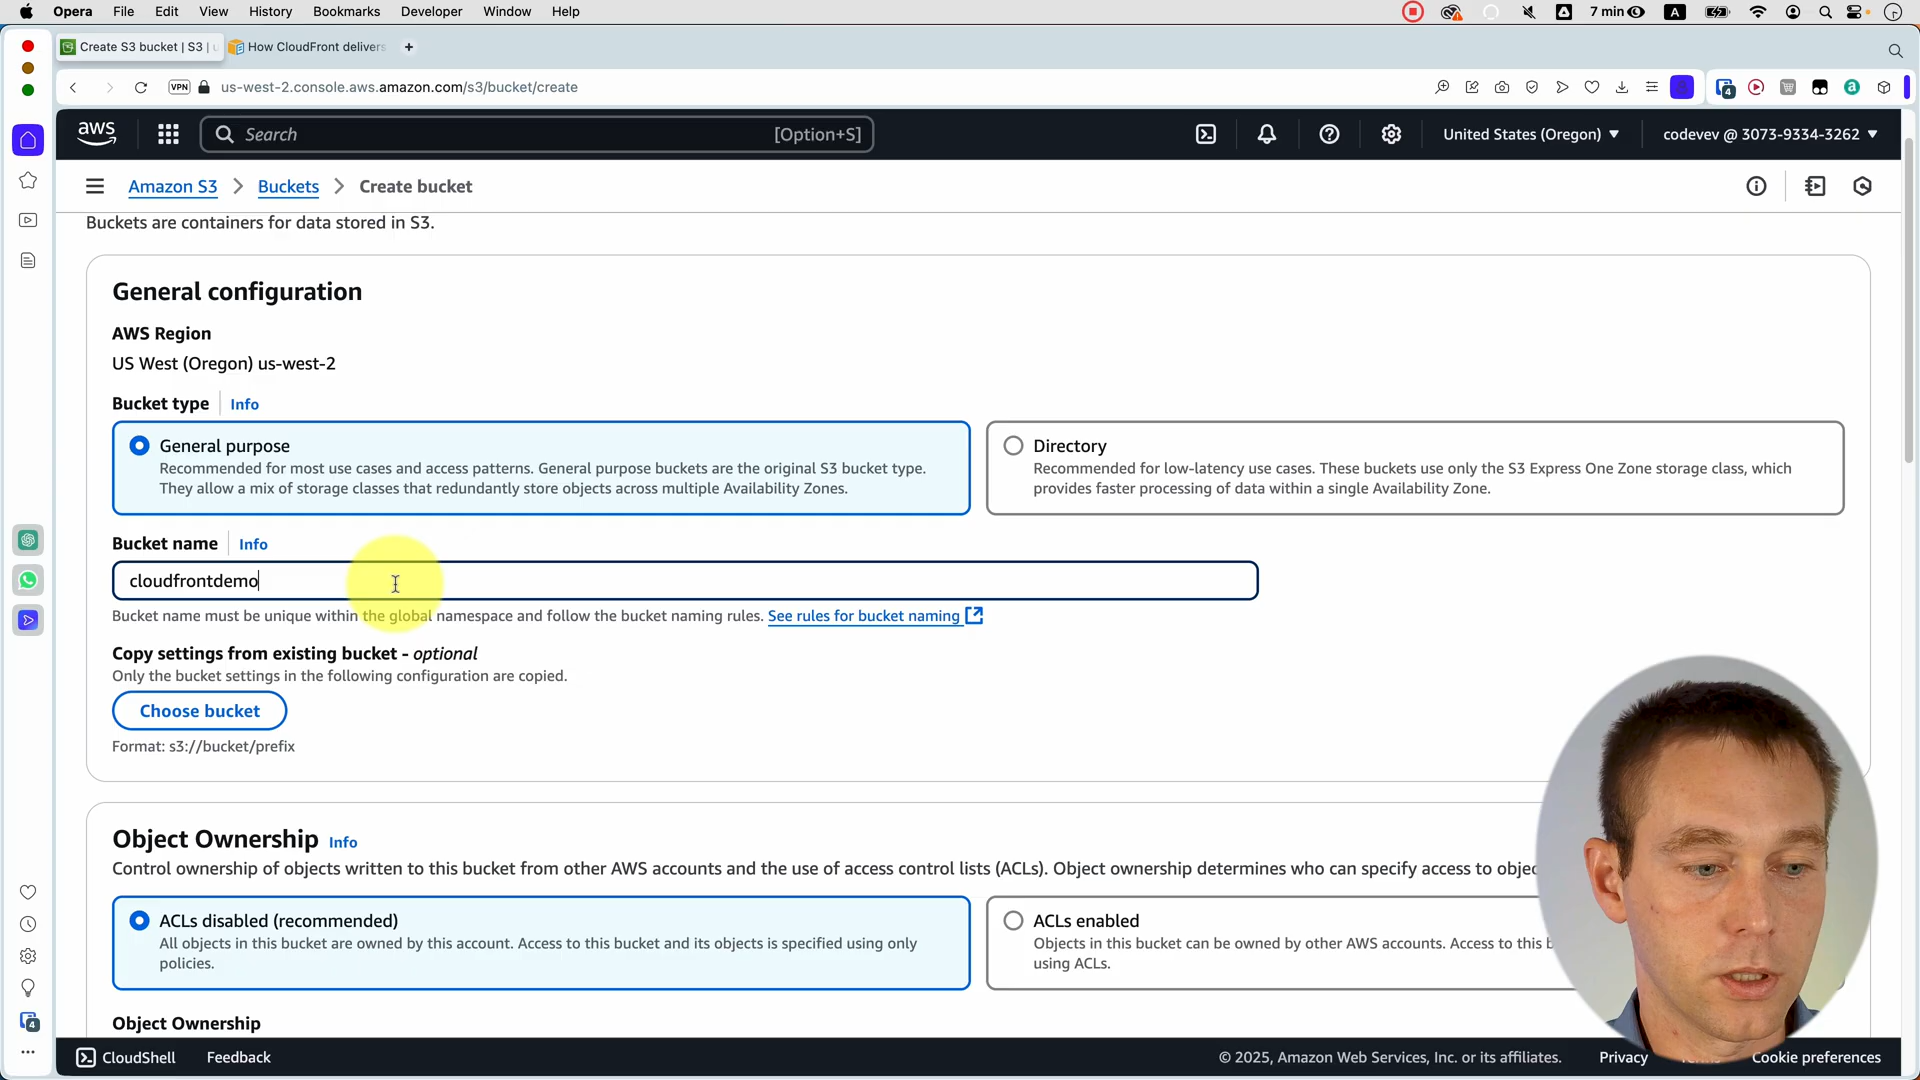 Opera File Edit View History Bookmarks Developer Window Help
7 min
A
Create S3 bucket | S3 | u
How CloudFront delivers
VPN
us-west-2.console.aws.amazon.com/s3/bucket/create
4
a
aws
Search
[Option+S]
United States (Oregon)
codevev @ 3073-9334-3262
Amazon S3 > Buckets > Create bucket
Buckets are containers for data stored in S3.
General configuration
AWS Region
US West (Oregon) us-west-2
Bucket type Info
General purpose
Recommended for most use cases and access patterns. General purpose buckets are the original S3 bucket type.
They allow a mix of storage classes that redundantly store objects across multiple Availability Zones.
Directory
Recommended for low-latency use cases. These buckets use only the S3 Express One Zone storage class, which
provides faster processing of data within a single Availability Zone.
Bucket name Info
cloudfrontdemo
Bucket name must be unique within the global namespace and follow the bucket naming rules. See rules for bucket naming
Copy settings from existing bucket - optional
Only the bucket settings in the following configuration are copied.
Choose bucket
Format: s3://bucket/prefix
Object Ownership Info
Control ownership of objects written to this bucket from other AWS accounts and the use of access control lists (ACLs). Object ownership determines who can specify access to objec
ACLs disabled (recommended)
All objects in this bucket are owned by this account. Access to this bucket and its objects is specified using only
policies.
ACLs enabled
Objects in this bucket can be owned by other AWS accounts. Access to this b
using ACLs.
Object Ownership
4
CloudShell Feedback
© 2025, Amazon Web Services, Inc. or its affiliates. Privacy Cookie preferences